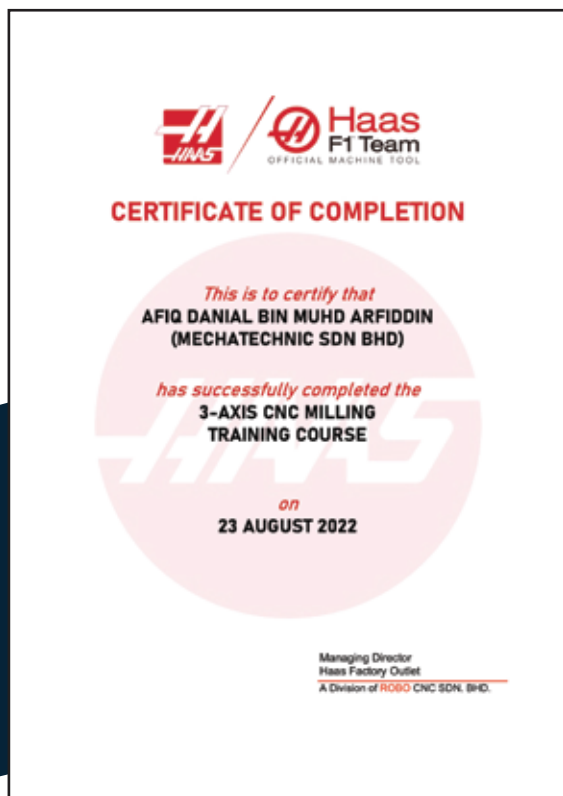 HAAS
Haas
F1 Team
OFFICIAL MACHINE TOOL
CERTIFICATE OF COMPLETION
This is to certify that
AFIQ DANIAL BIN MUHD ARFIDDIN
(MECHATECHNIC SDN BHD)
has successfully completed the
3-AXIS CNC MILLING
TRAINING COURSE
HAAS
on
23 AUGUST 2022
Managing Director
Haas Factory Outlet
A Division of ROBO CNC SDN. BHD.